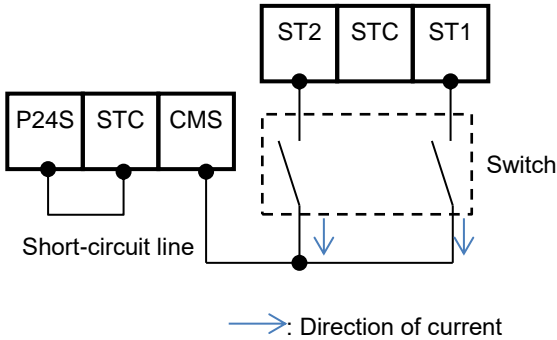 ST2 STC ST1
P24S STC CMS
Switch
Short-circuit line
: Direction of current